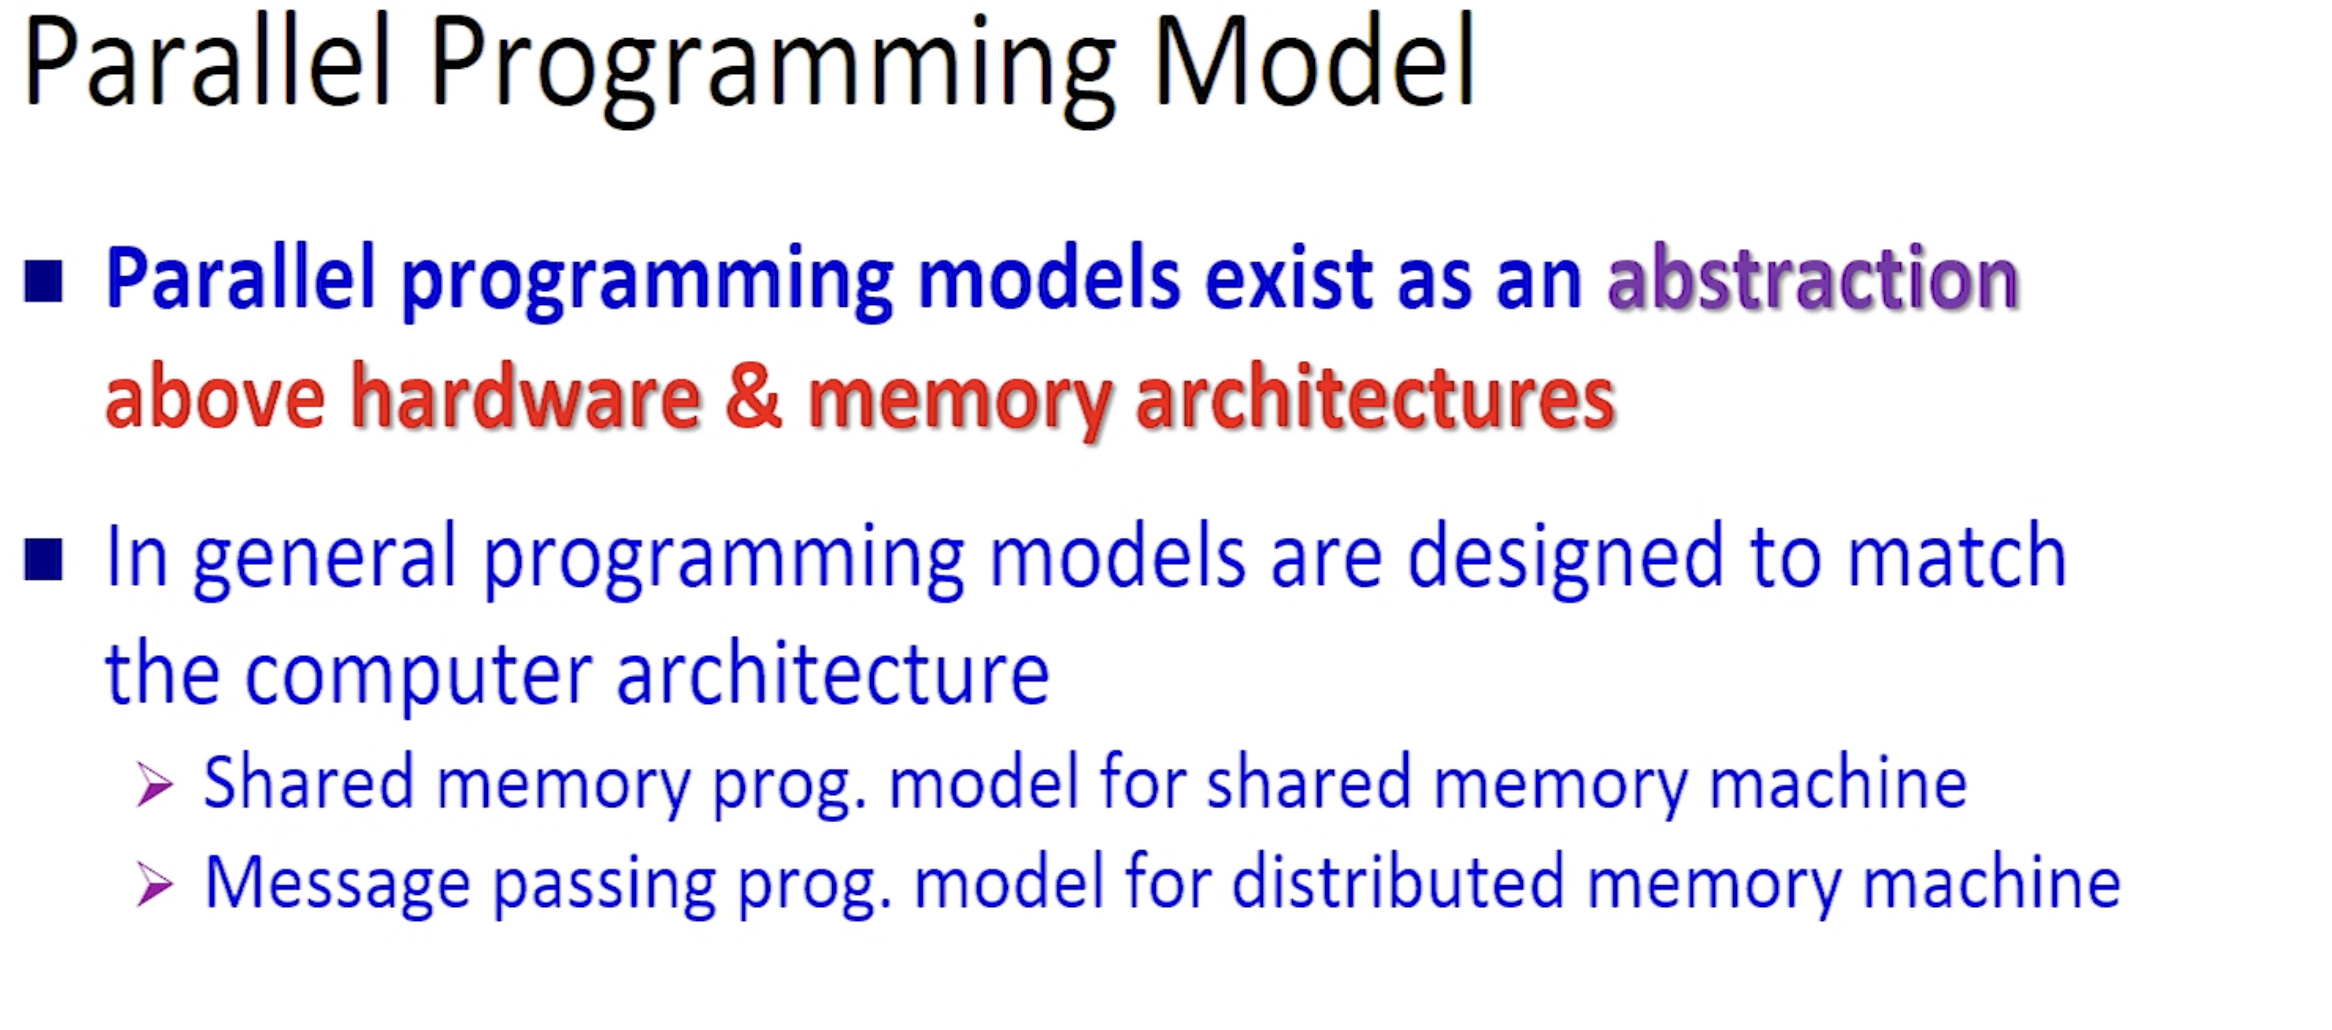 Parallel Programming Model
Parallel programming models exist as an abstraction
above hardware & memory architectures
In general programming models are designed to match
the computer architecture
Shared memory prog. model for shared memory machine
Message passing prog. model for distributed memory machine